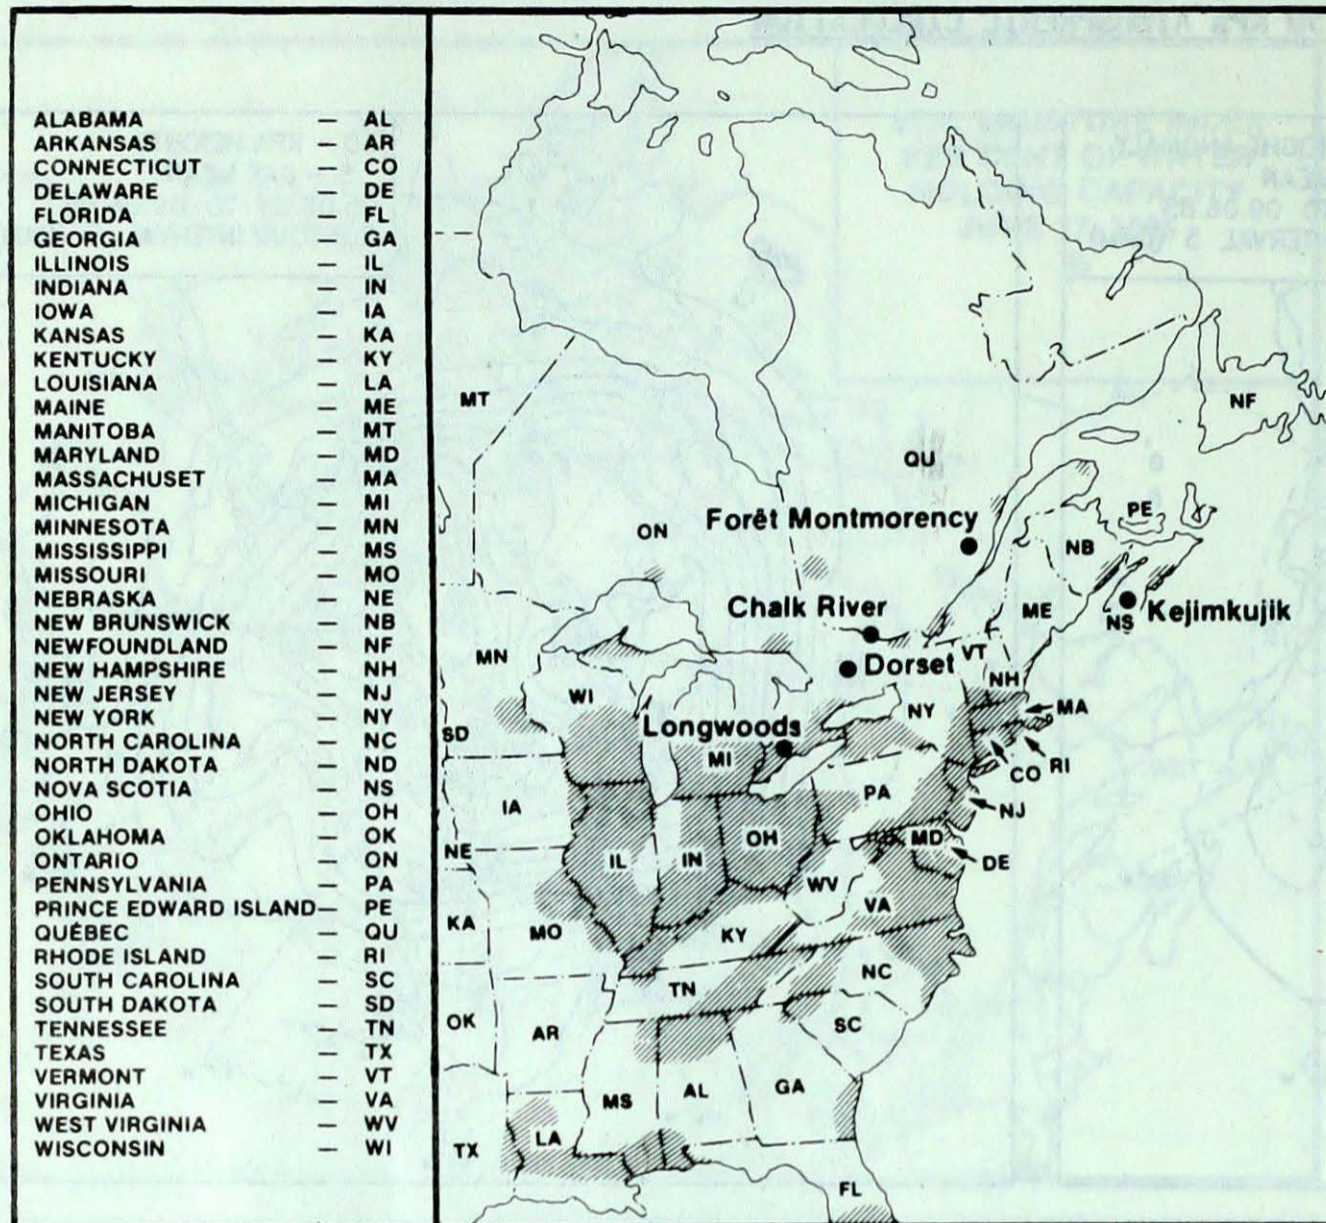 ALABAMA — AL
ARKANSAS — AR
CONNECTICUT — CO
DELAWARE — DE
FLORIDA — FL
GEORGIA — GA
ILLINOIS — IL
INDIANA — IN
IOWA — IA
KANSAS — KA
KENTUCKY — KY
LOUISIANA — LA
MAINE — ME
MANITOBA — MT
MARYLAND — MD
MASSACHUSET — MA
MICHIGAN — MI
MINNESOTA — MN
MISSISSIPPI — MS
MISSOURI — MO
NEBRASKA — NE
NEW BRUNSWICK — NB
NEWFOUNDLAND — NF
NEW HAMPSHIRE — NH
NEW JERSEY — NJ
NEW YORK — NY
NORTH CAROLINA — NC
NORTH DAKOTA — ND
NOVA SCOTIA — NS
OHIO — OH
OKLAHOMA — OK
ONTARIO — ON
PENNSYLVANIA — PA
PRINCE EDWARD ISLAND — PE
QUÉBEC — QU
RHODE ISLAND — RI
SOUTH CAROLINA — SC
SOUTH DAKOTA — SD
TENNESSEE — TN
TEXAS — TX
VERMONT — VT
VIRGINIA — VA
WEST VIRGINIA — WV
WISCONSIN — WI
MT
NF
QU
PE
Forêt Montmorency
ON
NB
Chalk River
ME
NS
Kejimkujik
MN
Dorset
VT
WI
NH
NY
MA
Longwoods
SD
MI
CO
RI
IA
PA
NJ
NE
IL
IN
OH
MD
DE
WV
KA
MO
KY
VA
TN
NC
OK
AR
SC
MS
AL
GA
TX
LA
FL